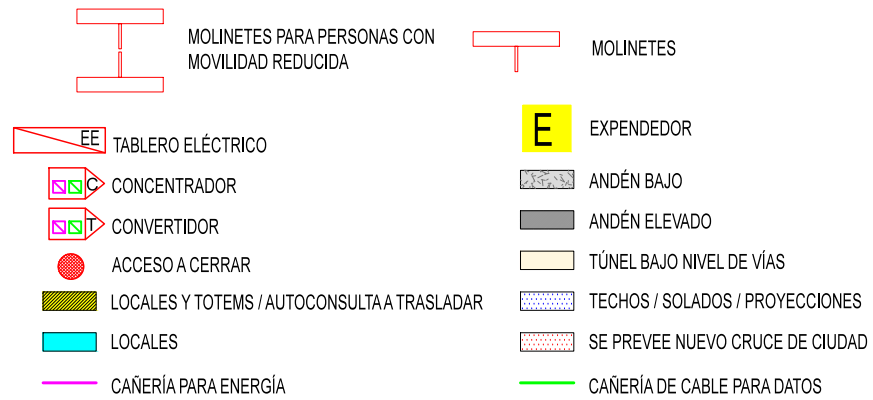 MOLINETES PARA PERSONAS CON
MOVILIDAD REDUCIDA
MOLINETES
EE
TABLERO ELÉCTRICO
C
CONCENTRADOR
T
CONVERTIDOR
ACCESO A CERRAR
LOCALES Y TOTEMS / AUTOCONSULTA A TRASLADAR
LOCALES
CAÑERÍA PARA ENERGÍA
E
EXPENDEDOR
ANDÉN BAJO
ANDÉN ELEVADO
TÚNEL BAJO NIVEL DE VÍAS
TECHOS / SOLADOS / PROYECCIONES
SE PREVEE NUEVO CRUCE DE CIUDAD
CAÑERÍA DE CABLE PARA DATOS